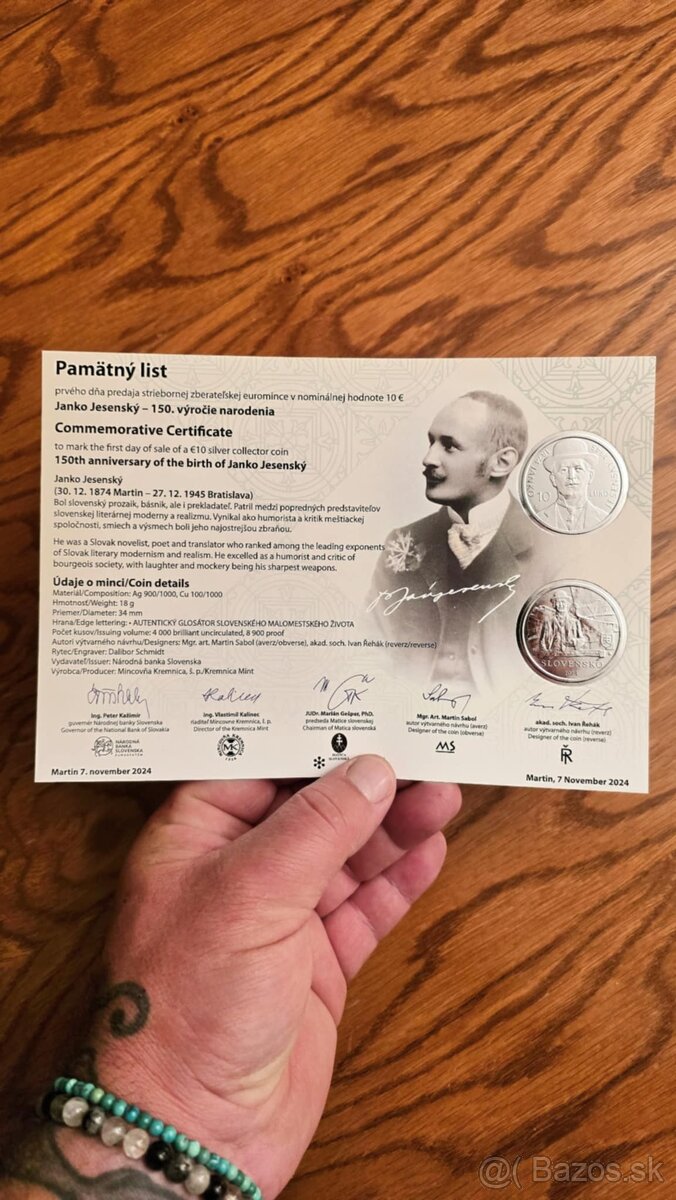 Pamätný list
prvého dňa predaja striebornej zberateľskej euromince v nominálnej hodnote 10 €
Janko Jesenský – 150. výročie narodenia
Commemorative Certificate
to mark the first day of sale of a €10 silver collector coin
150th anniversary of the birth of Janko Jesenský
Janko Jesenský
(30. 12. 1874 Martin – 27. 12. 1945 Bratislava)
Bol slovenský prozaik, básnik, ale i prekladateľ. Patril medzi popredných predstaviteľov
slovenskej literárnej moderny a realizmu. Vynikal ako humorista a kritik meštiackej
spoločnosti, smiech a výsmech boli jeho najostrejšou zbraňou.
He was a Slovak novelist, poet and translator who ranked among the leading exponents
of Slovak literary modernism and realism. He excelled as a humorist and critic of
bourgeois society, with laughter and mockery being his sharpest weapons.
Údaje o minci/Coin details
Materiál/Composition: Ag 900/1000, Cu 100/1000
Hmotnosť/Weight: 18 g
Priemer/Diameter: 34 mm
Hrana/Edge lettering: • AUTENTICKÝ GLOSÁTOR SLOVENSKÉHO MALOMESTSKÉHO ŽIVOTA
Počet kusov/Issuing volume: 4 000 brilliant uncirculated, 8 900 proof
Autori výtvarného návrhu/Designers: Mgr. art. Martin Sabol (averz/obverse), akad. soch. Ivan Řehák (reverz/reverse)
Rytec/Engraver: Dalibor Schmidt
Vydavateľ/Issuer: Národná banka Slovenska
Výrobca/Producer: Mincovňa Kremnica, š. p./Kremnica Mint
10 EURO
SLOVENSKO
Ing. Peter Kažimír
guvernér Národnej banky Slovenska
Governor of the National Bank of Slovakia
NÁRODNÁ
BANKA
SLOVENSKA
Ing. Vlastimil Kalinec
riaditeľ Mincovne Kremnica, š. p.
Director of the Kremnica Mint
MK
JUDr. Marián Gešper, PhD.
predseda Matice slovenskej
Chairman of Matica slovenská
MATICA
SLOVENSKÁ
Mgr. Art. Martin Sabol
autor výtvarného návrhu (averz)
Designer of the coin (obverse)
MS
akad. soch. Ivan Řehák
autor výtvarného návrhu (reverz)
Designer of the coin (reverse)
Martin 7. november 2024
Martin, 7 November 2024
@( Bazos.sk